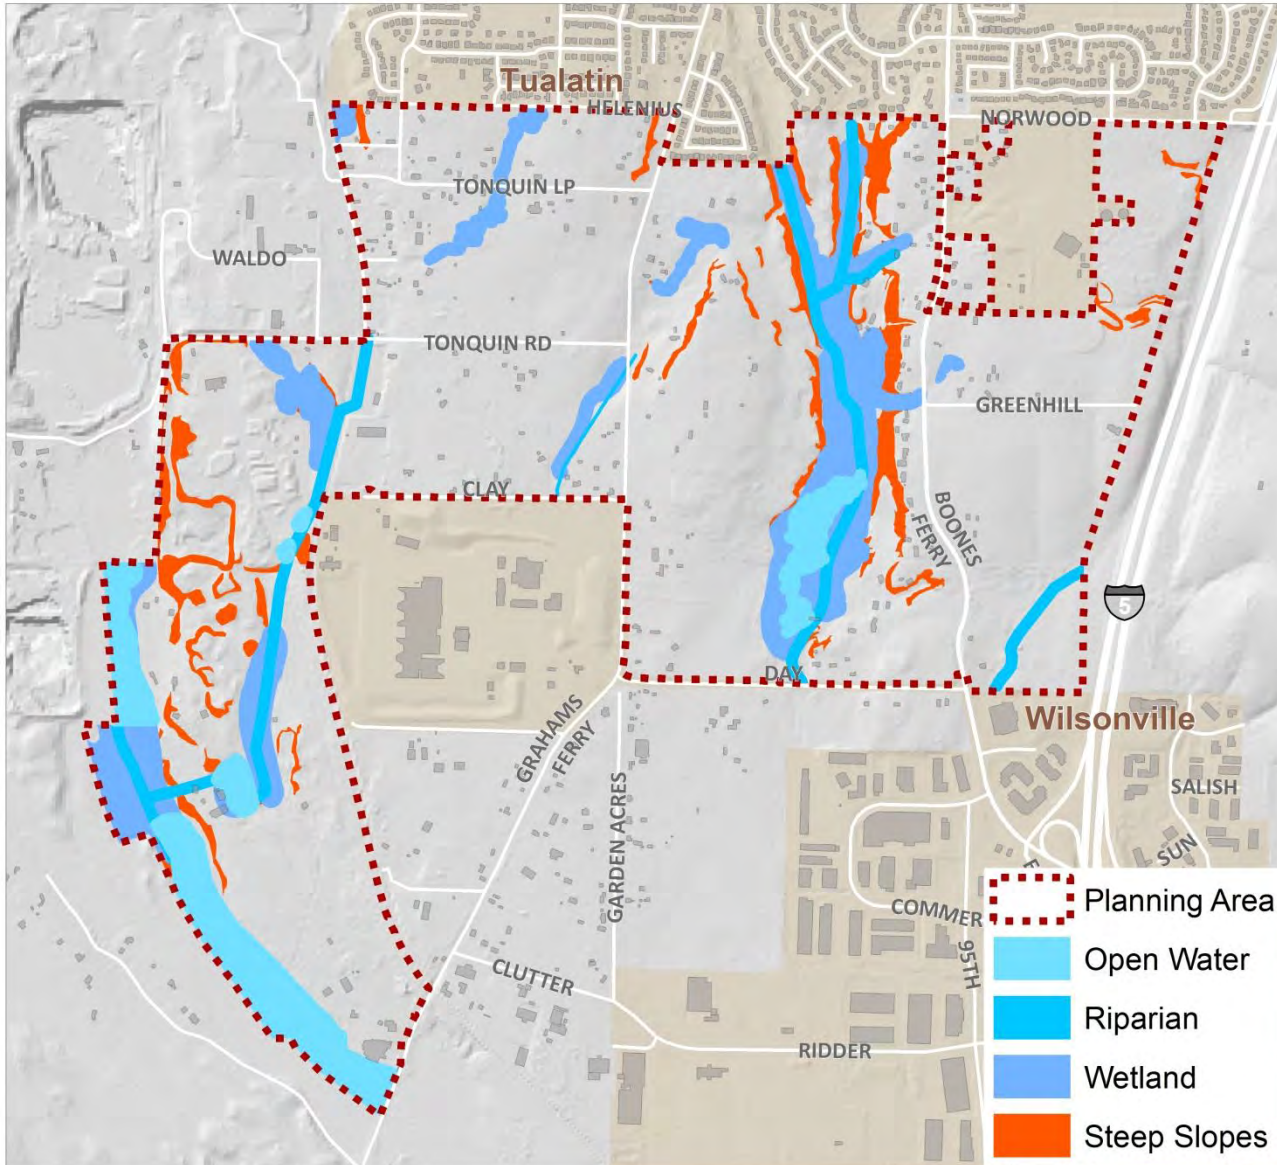 Tualatin
HELENIUS
NORWOOD
TONQUIN LP
WALDO
TONQUIN RD
GREENHILL
CLAY
BOONES
FERRY
5
DAY
Wilsonville
GRAHAMS
FERRY
SALISH
GARDEN ACRES
SUN
COMMER
95TH
CLUTTER
RIDDER
Planning Area
Open Water
Riparian
Wetland
Steep Slopes